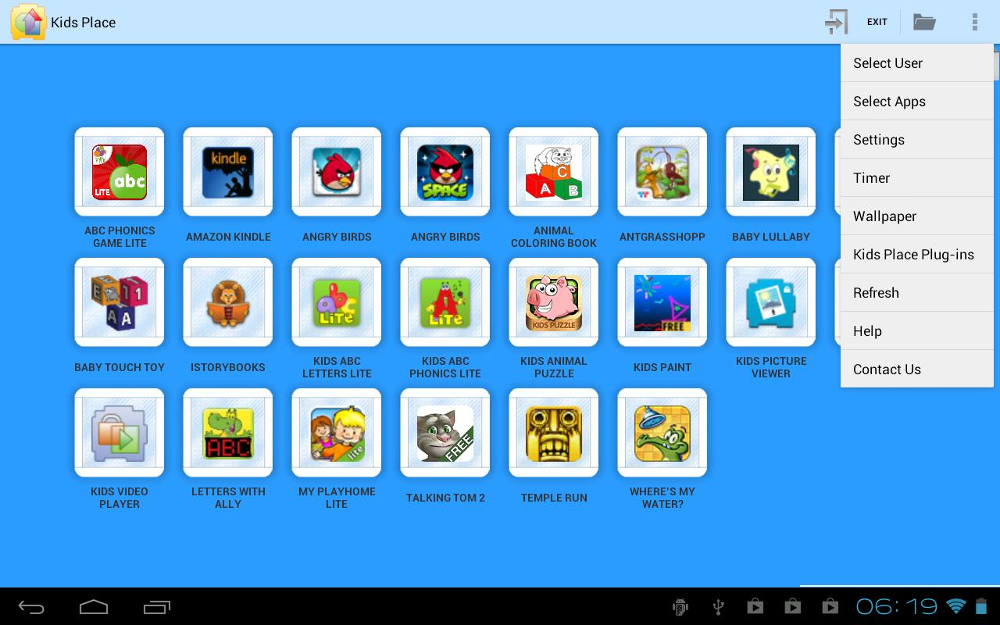 Kids Place
EXIT
Select User
Select Apps
Settings
Timer
Wallpaper
Kids Place Plug-ins
Refresh
Help
Contact Us
LITE
abc
kindle
SPACE
C
A
B
ABC PHONICS
GAME LITE
AMAZON KINDLE
ANGRY BIRDS
ANGRY BIRDS
ANIMAL
COLORING BOOK
ANTGRASSHOPP
BABY LULLABY
E
1
1
A
A
abc
LiTe
A
LiTe
KIDS PUZZLE
FREE
BABY TOUCH TOY
ISTORYBOOKS
KIDS ABC
LETTERS LITE
KIDS ABC
PHONICS LITE
KIDS ANIMAL
PUZZLE
KIDS PAINT
KIDS PICTURE
VIEWER
ABC
lite
FREE
KIDS VIDEO
PLAYER
LETTERS WITH
ALLY
MY PLAYHOME
LITE
TALKING TOM 2
TEMPLE RUN
WHERE'S MY
WATER?
06:19